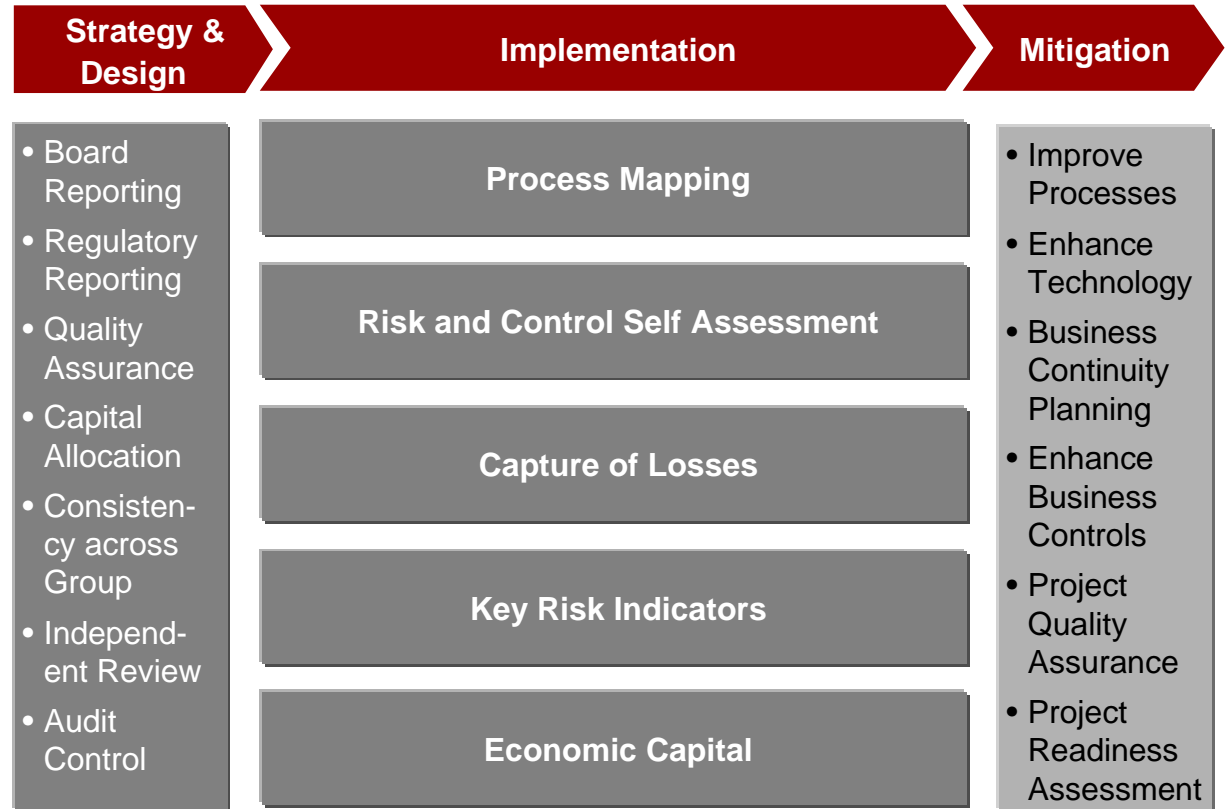 Strategy &
Design
Implementation
Mitigation
• Board
Reporting
• Regulatory
Reporting
• Quality
Assurance
• Capital
Allocation
• Consisten-
cy across
Group
• Independ-
ent Review
• Audit
Control
Process Mapping
Risk and Control Self Assessment
Capture of Losses
Key Risk Indicators
Economic Capital
• Improve
Processes
• Enhance
Technology
• Business
Continuity
Planning
• Enhance
Business
Controls
• Project
Quality
Assurance
• Project
Readiness
Assessment